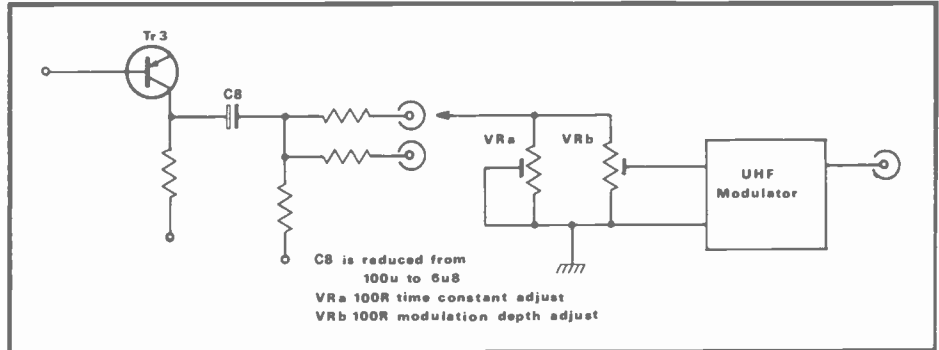 Tr3
C8
VRa
VRb
UHF
Modulator
C8 is reduced from
100u to 6u8
VRa 100R time constant adjust
VRb 100R modulation depth adjust